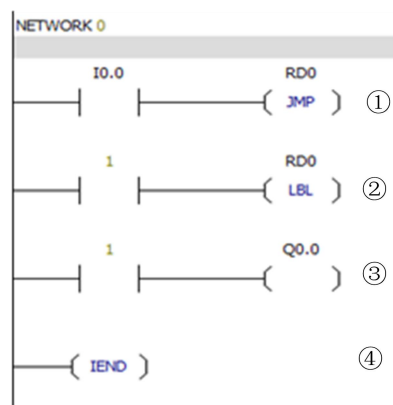 NETWORK 0
I0.0 RD0
JMP ①
1 RD0
LBL ②
1 Q0.0
③
IEND ④